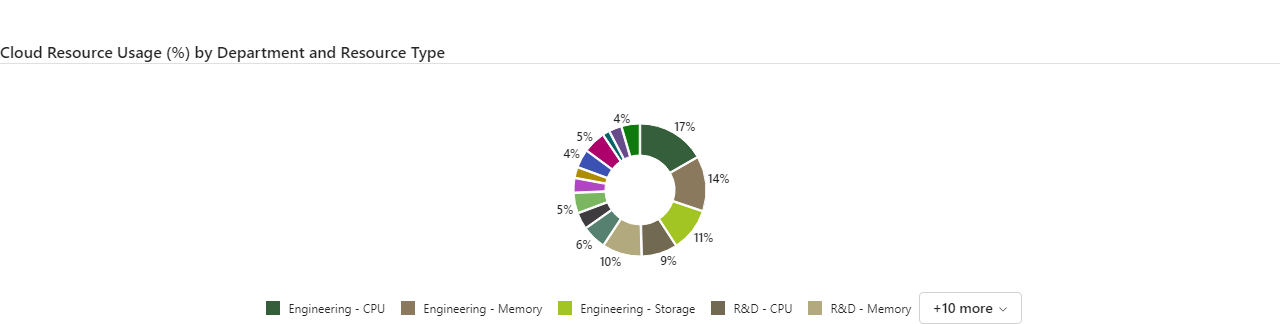 Cloud Resource Usage (%) by Department and Resource Type
4%
17%
5%
4%
14%
5%
11%
6%
9%
10%
Engineering - CPU
Engineering - Memory
Engineering - Storage
R&D - CPU
R&D - Memory
+10 more